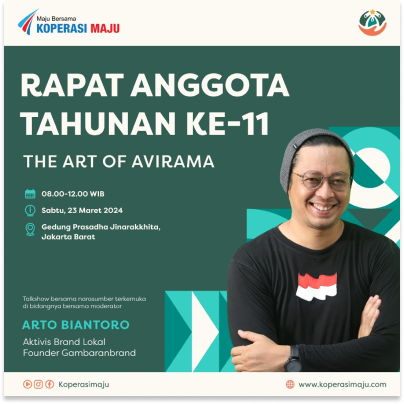 Maju Bersama
KOPERASI MAJU
RAPAT ANGGOTA
TAHUNAN KE-11
THE ART OF AVIRAMA
08.00-12.00 WIB
Sabtu, 23 Maret 2024
Gedung Prasadha Jinarakkhita,
Jakarta Barat
Talkshow bersama narasumber terkemuka
di bidangnya bersama moderator
ARTO BIANTORO
Aktivis Brand Lokal
Founder Gambaranbrand
Koperasimaju
www.koperasimaju.com